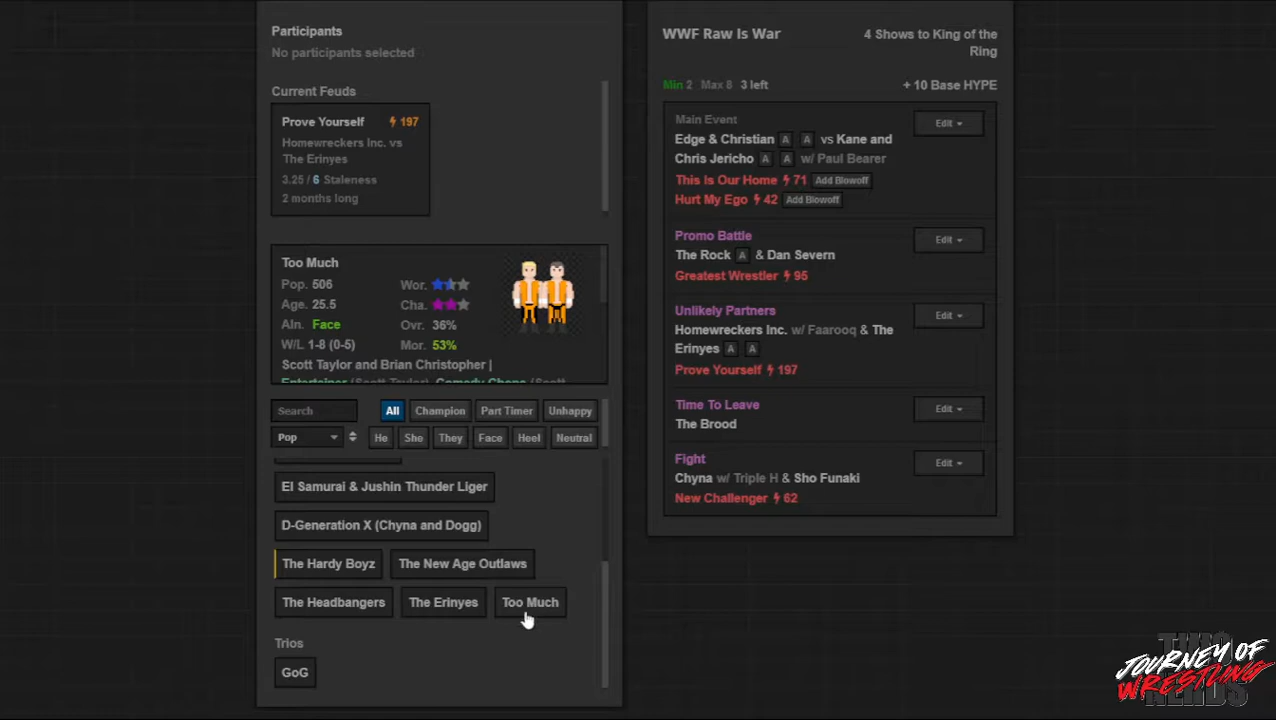 Participants
No participants selected
Current Feuds
Prove Yourself 197
Homewreckers Inc. vs
The Erinyes
3.25 / 6 Staleness
2 months long
Too Much
Pop. 506
Wor.
Age. 25.5
Cha.
Aln. Face
Ovr. 36%
W/L 1-8 (0-5)
Mor. 53%
Scott Taylor and Brian Christopher |
Entertainer (Scott Taylor), Comedy Chops (Scott
Search
All
Champion
Part Timer
Unhappy
Pop
He
She
They
Face
Heel
Neutral
El Samurai & Jushin Thunder Liger
D-Generation X (Chyna and Dogg)
The Hardy Boyz
The New Age Outlaws
The Headbangers
The Erinyes
Too Much
Trios
GoG
WWF Raw Is War
4 Shows to King of the
Ring
Min 2 Max 8 3 left
+ 10 Base HYPE
Main Event
Edit
Edge & Christian A A vs Kane and
Chris Jericho A A w/ Paul Bearer
This Is Our Home 71 Add Blowoff
Hurt My Ego 42 Add Blowoff
Promo Battle
Edit
The Rock A & Dan Severn
Greatest Wrestler 95
Unlikely Partners
Edit
Homewreckers Inc. w/ Faarooq & The
Erinyes A A
Prove Yourself 197
Time To Leave
Edit
The Brood
Fight
Edit
Chyna w/ Triple H & Sho Funaki
New Challenger 62
JOURNEY OF
WRESTLING